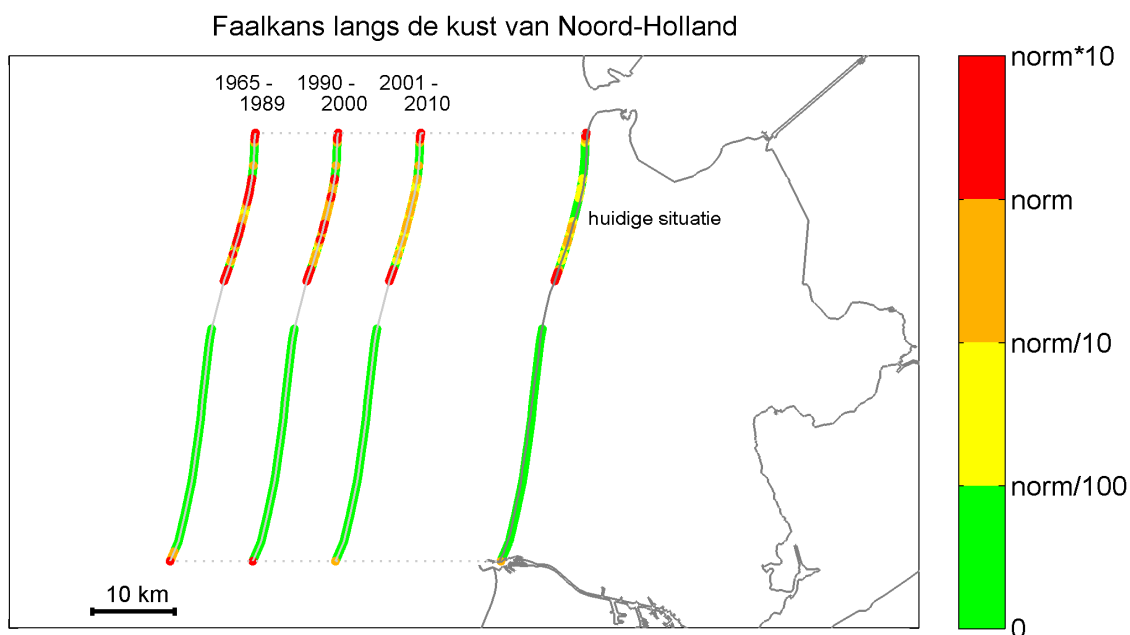 Faalkans langs de kust van Noord-Holland
1965 - 1990 - 2001 -
1989 2000 2010
huidige situatie
10 km
norm*10
norm
norm/10
norm/100
0